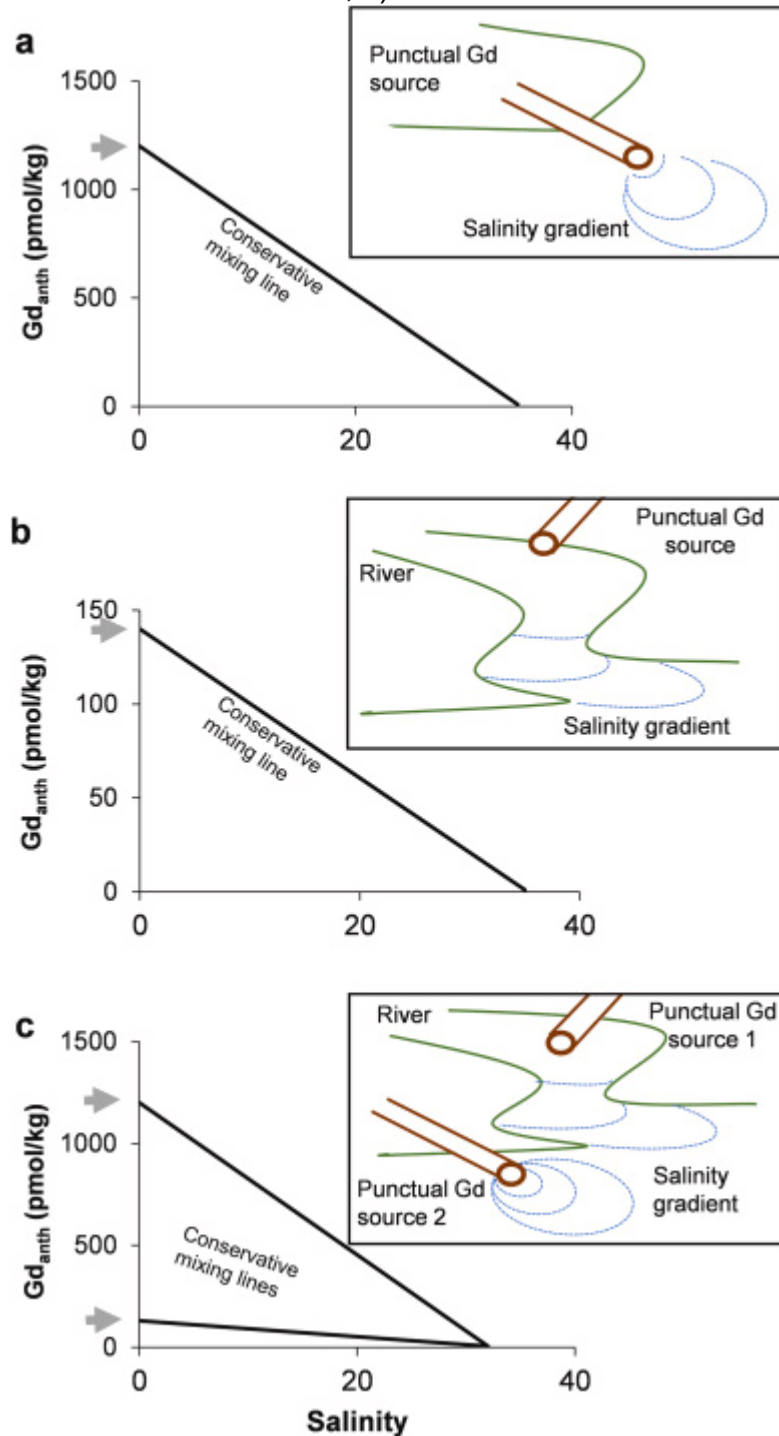 a
Punctual Gd
source
Salinity gradient
1500
1000
500
0
Gdanth (pmol/kg)
Conservative
mixing line
0
20
40
b
Punctual Gd
source
River
Salinity gradient
150
100
50
0
Gdanth (pmol/kg)
Conservative
mixing line
0
20
40
c
River
Punctual Gd
source 1
Punctual Gd
source 2
Salinity
gradient
1500
1000
500
0
Gdanth (pmol/kg)
Conservative
mixing lines
0
20
40
Salinity